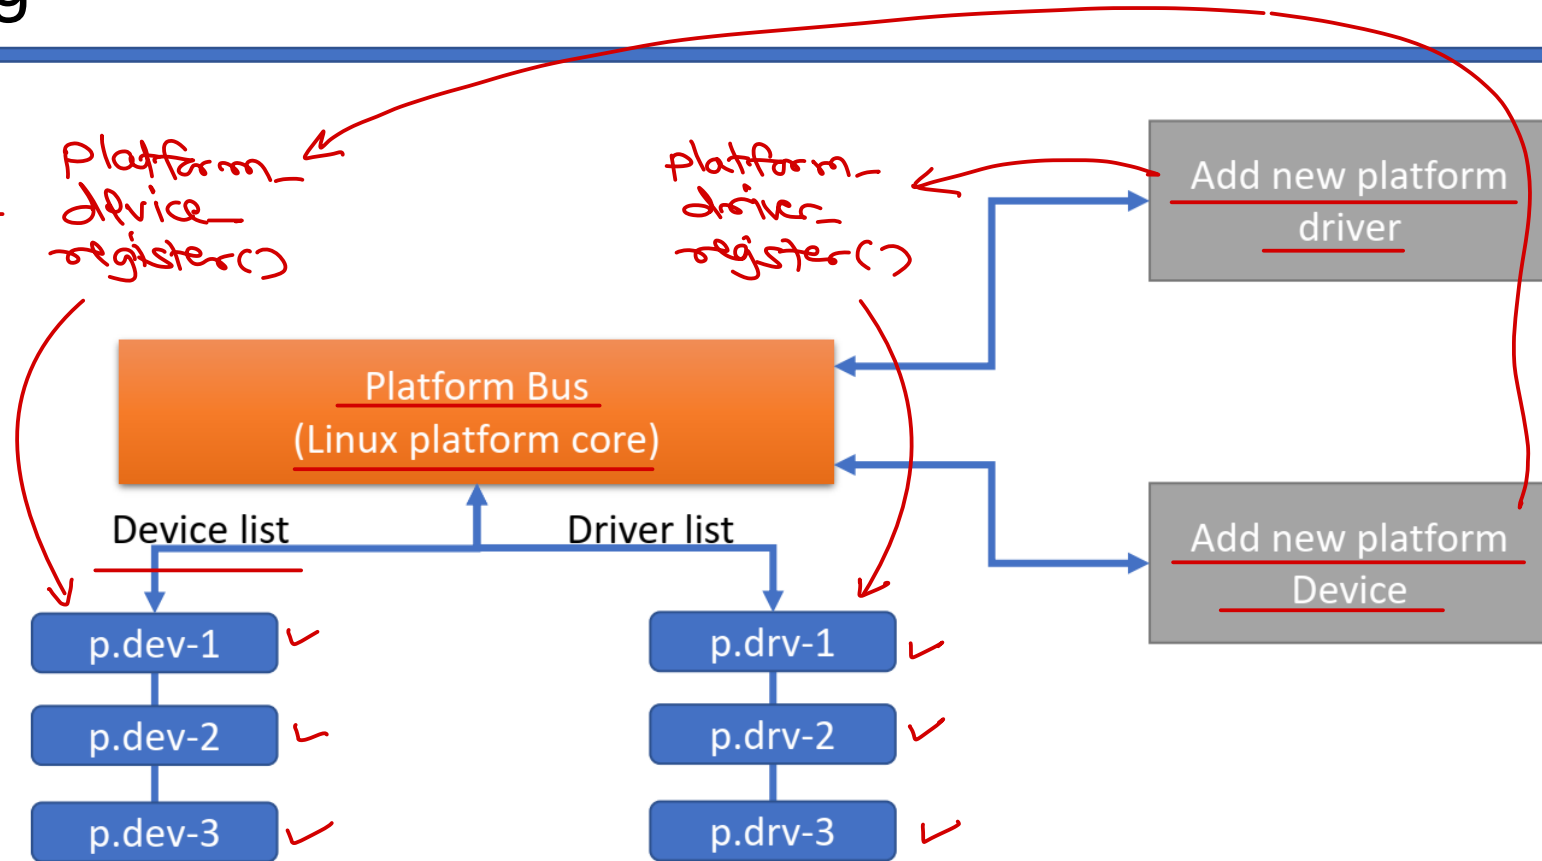 g
Platform_
device_
register()
platform_
driver_
register()
Add new platform
driver
Platform Bus
(Linux platform core)
Device list
Driver list
Add new platform
Device
p.dev-1
p.drv-1
p.dev-2
p.drv-2
p.dev-3
p.drv-3